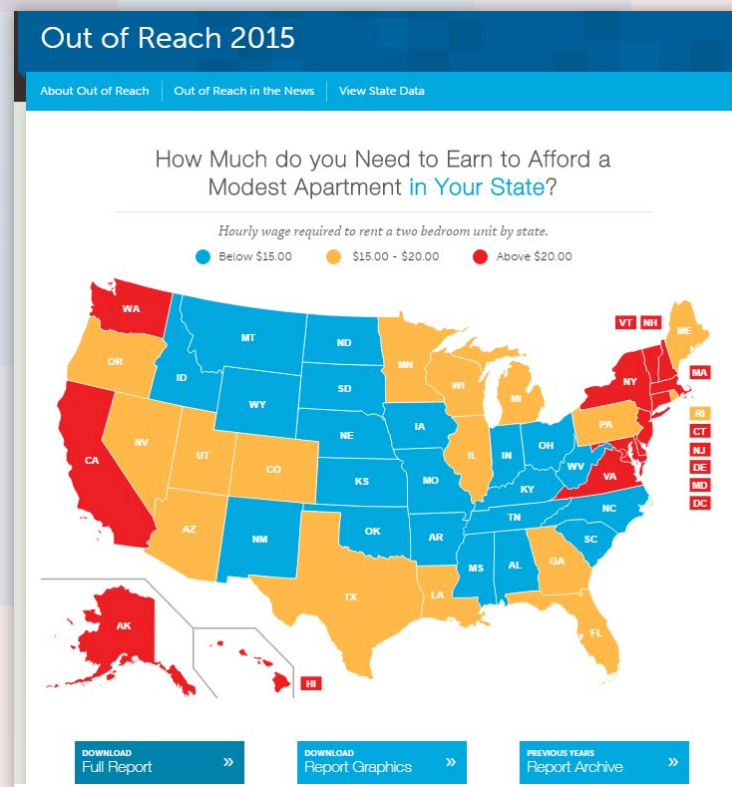 Out of Reach 2015
About Out of Reach
Out of Reach in the News
View State Data
How Much do you Need to Earn to Afford a
Modest Apartment in Your State?
Hourly wage required to rent a two bedroom unit by state.
Below $15.00
$15.00 - $20.00
Above $20.00
WA
MT
ND
MN
VT
NH
ME
OR
ID
SD
WI
MI
NY
MA
WY
RI
IA
PA
CT
NE
NV
UT
CO
IL
IN
OH
NJ
CA
KS
MO
WV
VA
DE
KY
MD
DC
AZ
NM
OK
AR
TN
NC
SC
MS
AL
GA
TX
LA
FL
AK
HI
DOWNLOAD
Full Report »
DOWNLOAD
Report Graphics »
PREVIOUS YEARS
Report Archive »